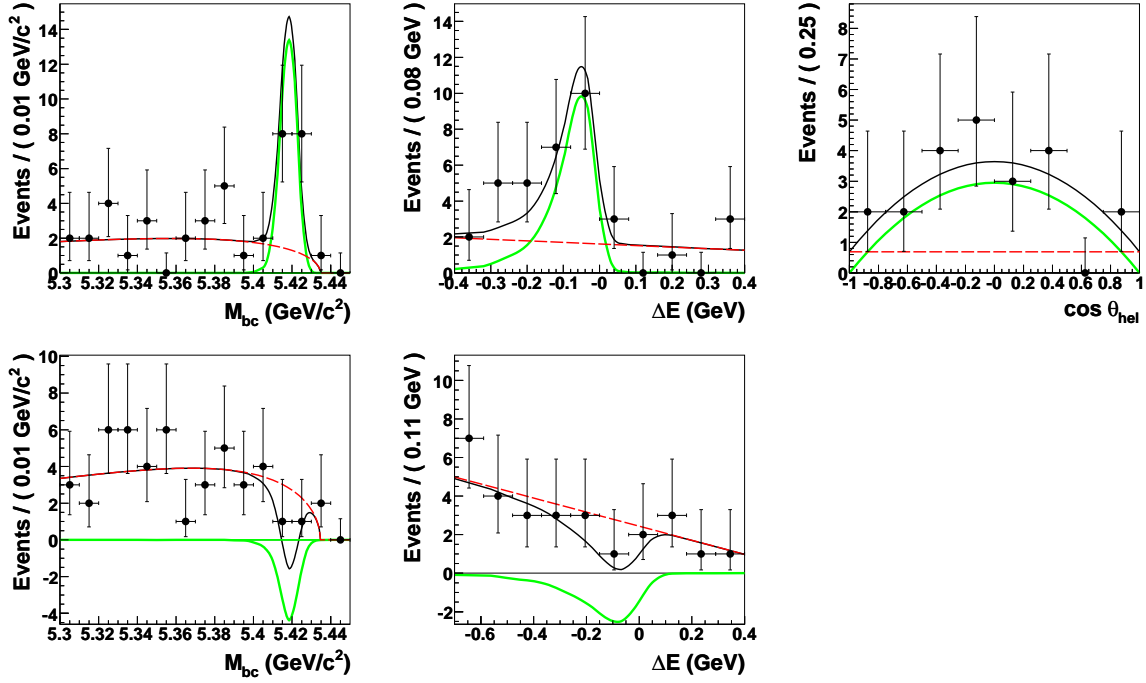 Events / ( 0.01 GeV/c²)
14
12
10
8
6
4
2
0
5.3 5.32 5.34 5.36 5.38 5.4 5.42 5.44
M_bc (GeV/c²)
Events / ( 0.08 GeV)
14
12
10
8
6
4
2
0
-0.4 -0.3 -0.2 -0.1 -0 0.1 0.2 0.3 0.4
ΔE (GeV)
Events / ( 0.25)
8
7
6
5
4
3
2
1
0
-1 -0.8 -0.6 -0.4 -0.2 -0 0.2 0.4 0.6 0.8 1
cos θ_hel
Events / ( 0.01 GeV/c²)
10
8
6
4
2
0
-2
-4
5.3 5.32 5.34 5.36 5.38 5.4 5.42 5.44
M_bc (GeV/c²)
Events / ( 0.11 GeV)
10
8
6
4
2
0
-2
-0.6 -0.4 -0.2 0 0.2 0.4
ΔE (GeV)